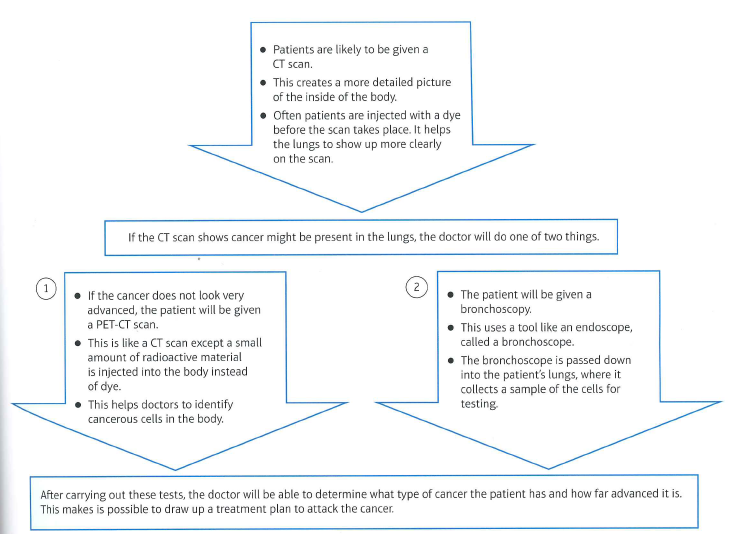 • Patients are likely to be given a
CT scan.
• This creates a more detailed picture
of the inside of the body.
• Often patients are injected with a dye
before the scan takes place. It helps
the lungs to show up more clearly
on the scan.
If the CT scan shows cancer might be present in the lungs, the doctor will do one of two things.
1
• If the cancer does not look very
advanced, the patient will be given
a PET-CT scan.
• This is like a CT scan except a small
amount of radioactive material
is injected into the body instead
of dye.
• This helps doctors to identify
cancerous cells in the body.
2
• The patient will be given a
bronchoscopy.
• This uses a tool like an endoscope,
called a bronchoscope.
• The bronchoscope is passed down
into the patient's lungs, where it
collects a sample of the cells for
testing.
After carrying out these tests, the doctor will be able to determine what type of cancer the patient has and how far advanced it is.
This makes is possible to draw up a treatment plan to attack the cancer.